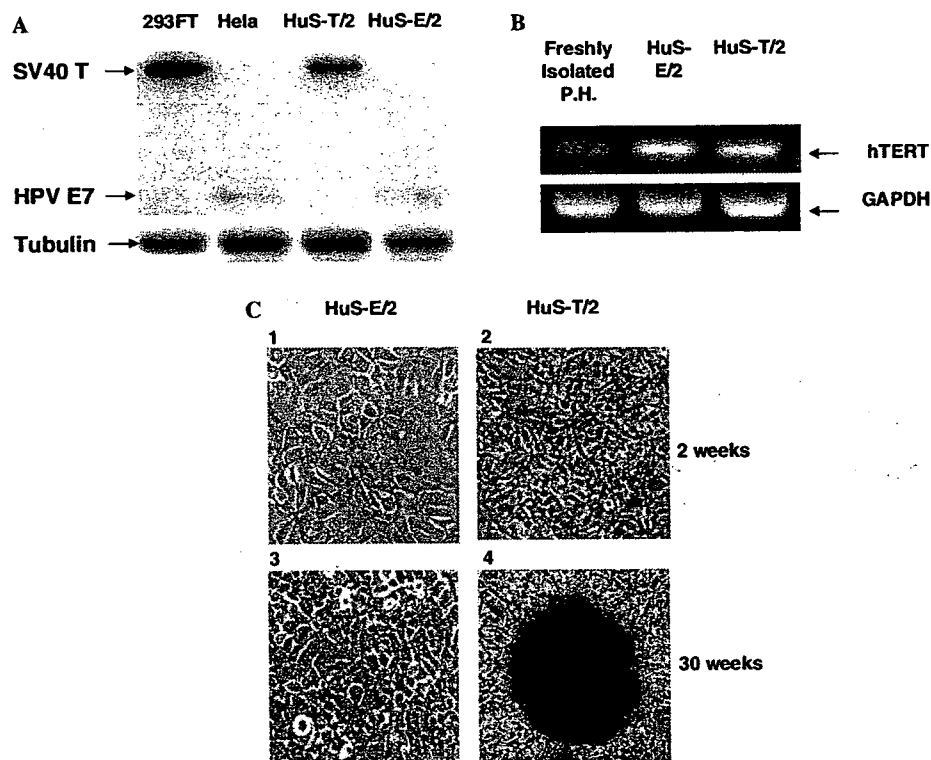 A
293FT Hela HuS-T/2 HuS-E/2
SV40 T
HPV E7
Tubulin
B
Freshly
Isolated
P.H.
HuS-
E/2
HuS-T/2
hTERT
GAPDH
C
HuS-E/2 HuS-T/2
1 2
2 weeks
3 4
30 weeks